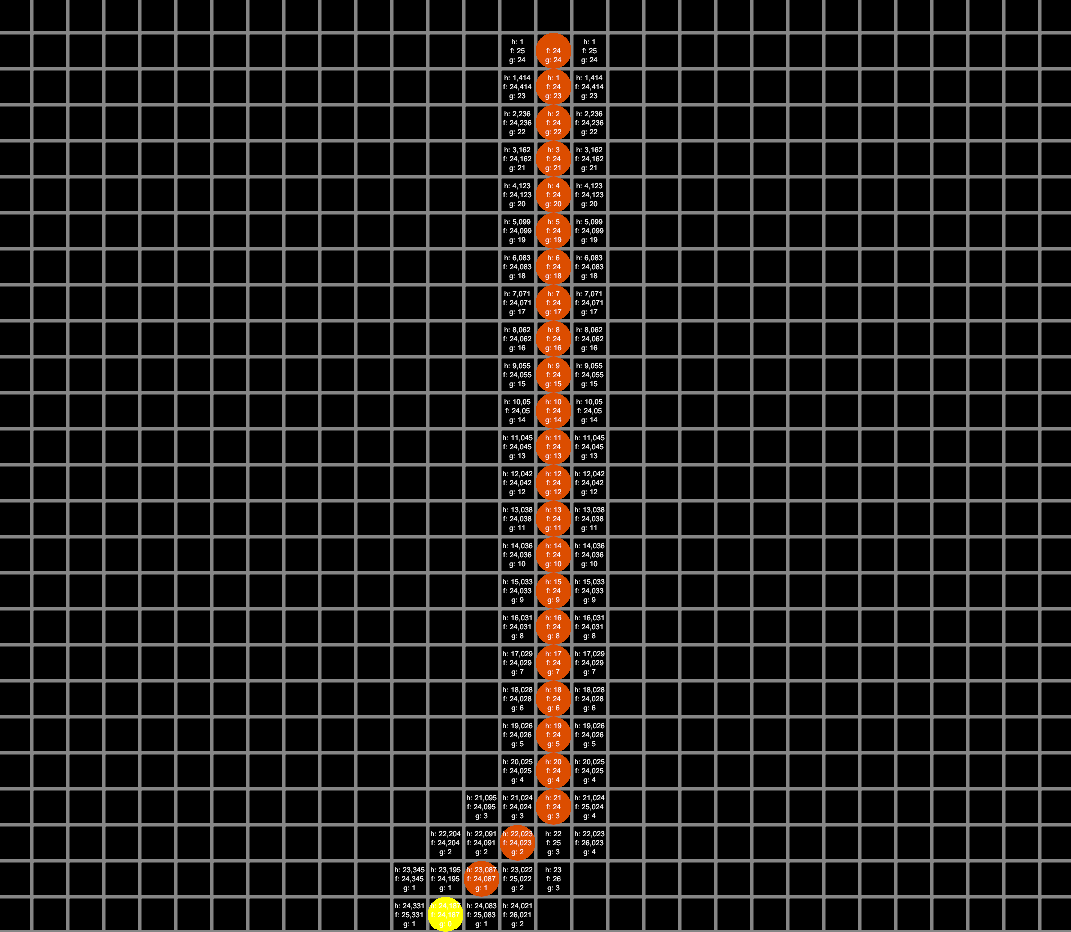 h: 1 h: 1
f: 25 f: 24 f: 25
g: 24 g: 24 g: 24
h: 1,414 h: 1 h: 1,414
f: 24,414 f: 24 f: 24,414
g: 23 g: 23 g: 23
h: 2,236 h: 2 h: 2,236
f: 24,236 f: 24 f: 24,236
g: 22 g: 22 g: 22
h: 3,162 h: 3 h: 3,162
f: 24,162 f: 24 f: 24,162
g: 21 g: 21 g: 21
h: 4,123 h: 4 h: 4,123
f: 24,123 f: 24 f: 24,123
g: 20 g: 20 g: 20
h: 5,099 h: 5 h: 5,099
f: 24,099 f: 24 f: 24,099
g: 19 g: 19 g: 19
h: 6,083 h: 6 h: 6,083
f: 24,083 f: 24 f: 24,083
g: 18 g: 18 g: 18
h: 7,071 h: 7 h: 7,071
f: 24,071 f: 24 f: 24,071
g: 17 g: 17 g: 17
h: 8,062 h: 8 h: 8,062
f: 24,062 f: 24 f: 24,062
g: 16 g: 16 g: 16
h: 9,055 h: 9 h: 9,055
f: 24,055 f: 24 f: 24,055
g: 15 g: 15 g: 15
h: 10,05 h: 10 h: 10,05
f: 24,05 f: 24 f: 24,05
g: 14 g: 14 g: 14
h: 11,045 h: 11 h: 11,045
f: 24,045 f: 24 f: 24,045
g: 13 g: 13 g: 13
h: 12,042 h: 12 h: 12,042
f: 24,042 f: 24 f: 24,042
g: 12 g: 12 g: 12
h: 13,038 h: 13 h: 13,038
f: 24,038 f: 24 f: 24,038
g: 11 g: 11 g: 11
h: 14,036 h: 14 h: 14,036
f: 24,036 f: 24 f: 24,036
g: 10 g: 10 g: 10
h: 15,033 h: 15 h: 15,033
f: 24,033 f: 24 f: 24,033
g: 9 g: 9 g: 9
h: 16,031 h: 16 h: 16,031
f: 24,031 f: 24 f: 24,031
g: 8 g: 8 g: 8
h: 17,029 h: 17 h: 17,029
f: 24,029 f: 24 f: 24,029
g: 7 g: 7 g: 7
h: 18,028 h: 18 h: 18,028
f: 24,028 f: 24 f: 24,028
g: 6 g: 6 g: 6
h: 19,026 h: 19 h: 19,026
f: 24,026 f: 24 f: 24,026
g: 5 g: 5 g: 5
h: 20,025 h: 20 h: 20,025
f: 24,025 f: 24 f: 24,025
g: 4 g: 4 g: 4
h: 21,095 h: 21,024 h: 21 h: 21,024
f: 24,095 f: 24,024 f: 24 f: 25,024
g: 3 g: 3 g: 3 g: 4
h: 22,204 h: 22,091 h: 22,023 h: 22 h: 22,023
f: 24,204 f: 24,091 f: 24,023 f: 25 f: 26,023
g: 2 g: 2 g: 2 g: 3 g: 4
h: 23,345 h: 23,195 h: 23,087 h: 23,022 h: 23
f: 24,345 f: 24,195 f: 24,087 f: 25,022 f: 26
g: 1 g: 1 g: 1 g: 2 g: 3
h: 24,331 h: 24,083 h: 24,021
f: 25,331 f: 24,187 f: 25,083 f: 26,021
g: 1 g: 1 g: 2